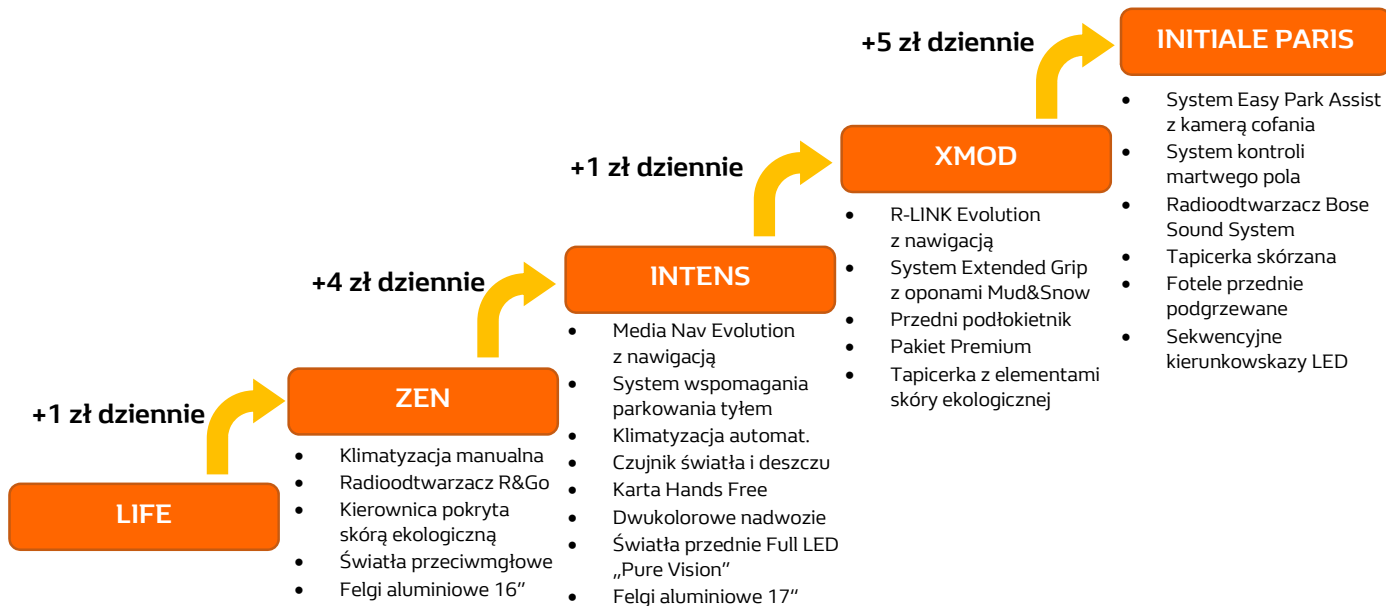 +5 zł dziennie
INITIALE PARIS
• System Easy Park Assist
z kamerą cofania
• System kontroli
martwego pola
• Radioodtwarzacz Bose
Sound System
• Tapicerka skórzana
• Fotele przednie
podgrzewane
• Sekwencyjne
kierunkowskazy LED
+1 zł dziennie
XMOD
• R-LINK Evolution
z nawigacją
• System Extended Grip
z oponami Mud&Snow
• Przedni podłokietnik
• Pakiet Premium
• Tapicerka z elementami
skóry ekologicznej
+4 zł dziennie
INTENS
• Media Nav Evolution
z nawigacją
• System wspomagania
parkowania tyłem
• Klimatyzacja automat.
• Czujnik światła i deszczu
• Karta Hands Free
• Dwukolorowe nadwozie
• Światła przednie Full LED
„Pure Vision”
• Felgi aluminiowe 17”
+1 zł dziennie
ZEN
• Klimatyzacja manualna
• Radioodtwarzacz R&Go
• Kierownica pokryta
skórą ekologiczną
• Światła przeciwmgłowe
• Felgi aluminiowe 16”
LIFE